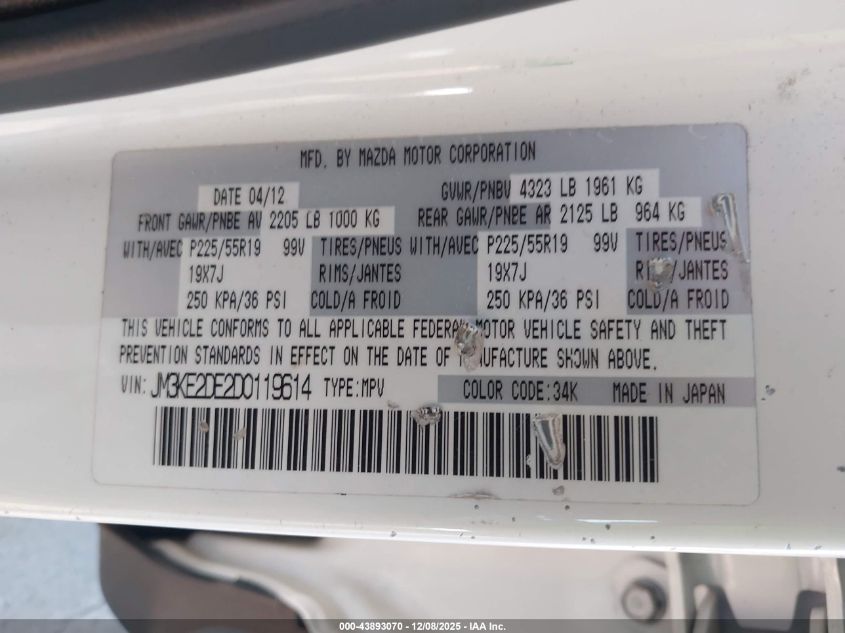 MFD. BY MAZDA MOTOR CORPORATION
DATE 04/12 GVWR/PNBV 4323 LB 1961 KG
FRONT GAWR/PNBE AV 2205 LB 1000 KG REAR GAWR/PNBE AR 2125 LB 964 KG
WITH/AVEC P225/55R19 99V TIRES/PNEUS WITH/AVEC P225/55R19 99V TIRES/PNEUS
19X7J RIMS/JANTES 19X7J /JANTES
250 KPA/36 PSI COLD/A FROID 250 KPA/36 PSI COLD/A FROID
THIS VEHICLE CONFORMS TO ALL APPLICABLE FEDERAL MOTOR VEHICLE SAFETY AND THEFT
PREVENTION STANDARDS IN EFFECT ON THE DATE OF MANUFACTURE SHOWN ABOVE.
VIN: JM3KE2DE2D0119614 TYPE:MPV COLOR CODE:34K MADE IN JAPAN
000-43893070 - 12/08/2025 - IAA Inc.